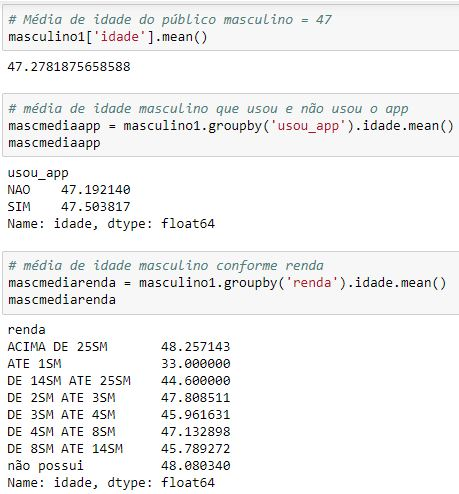 # Média de idade do público masculino = 47
masculino1['idade'].mean()
47.2781875658588
# média de idade masculino que usou e não usou o app
mascmediaapp = masculino1.groupby('usou_app').idade.mean()
mascmediaapp
usou_app
NAO    47.192140
SIM    47.503817
Name: idade, dtype: float64
# média de idade masculino conforme renda
mascmediarenda = masculino1.groupby('renda').idade.mean()
mascmediarenda
renda
ACIMA DE 25SM       48.257143
ATE 1SM             33.000000
DE 14SM ATE 25SM    44.600000
DE 2SM ATE 3SM      47.808511
DE 3SM ATE 4SM      45.961631
DE 4SM ATE 8SM      47.132898
DE 8SM ATE 14SM     45.789272
não possui          48.080340
Name: idade, dtype: float64